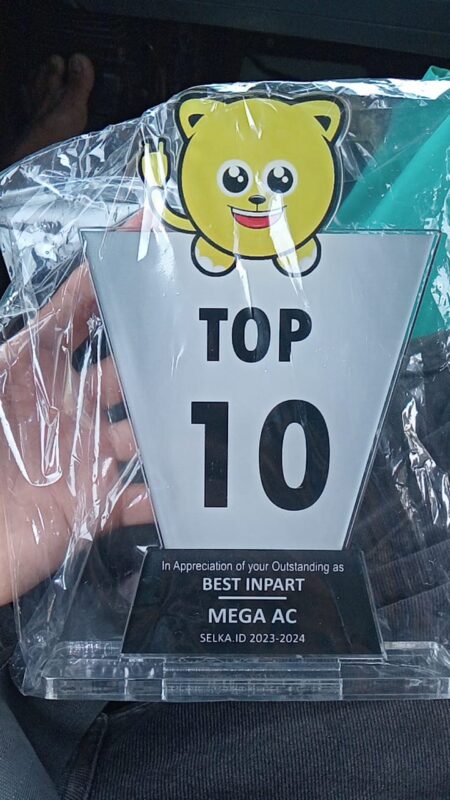 TOP
10
In Appreciation of your Outstanding as
BEST INPART
MEGA AC
SELKA.ID 2023-2024